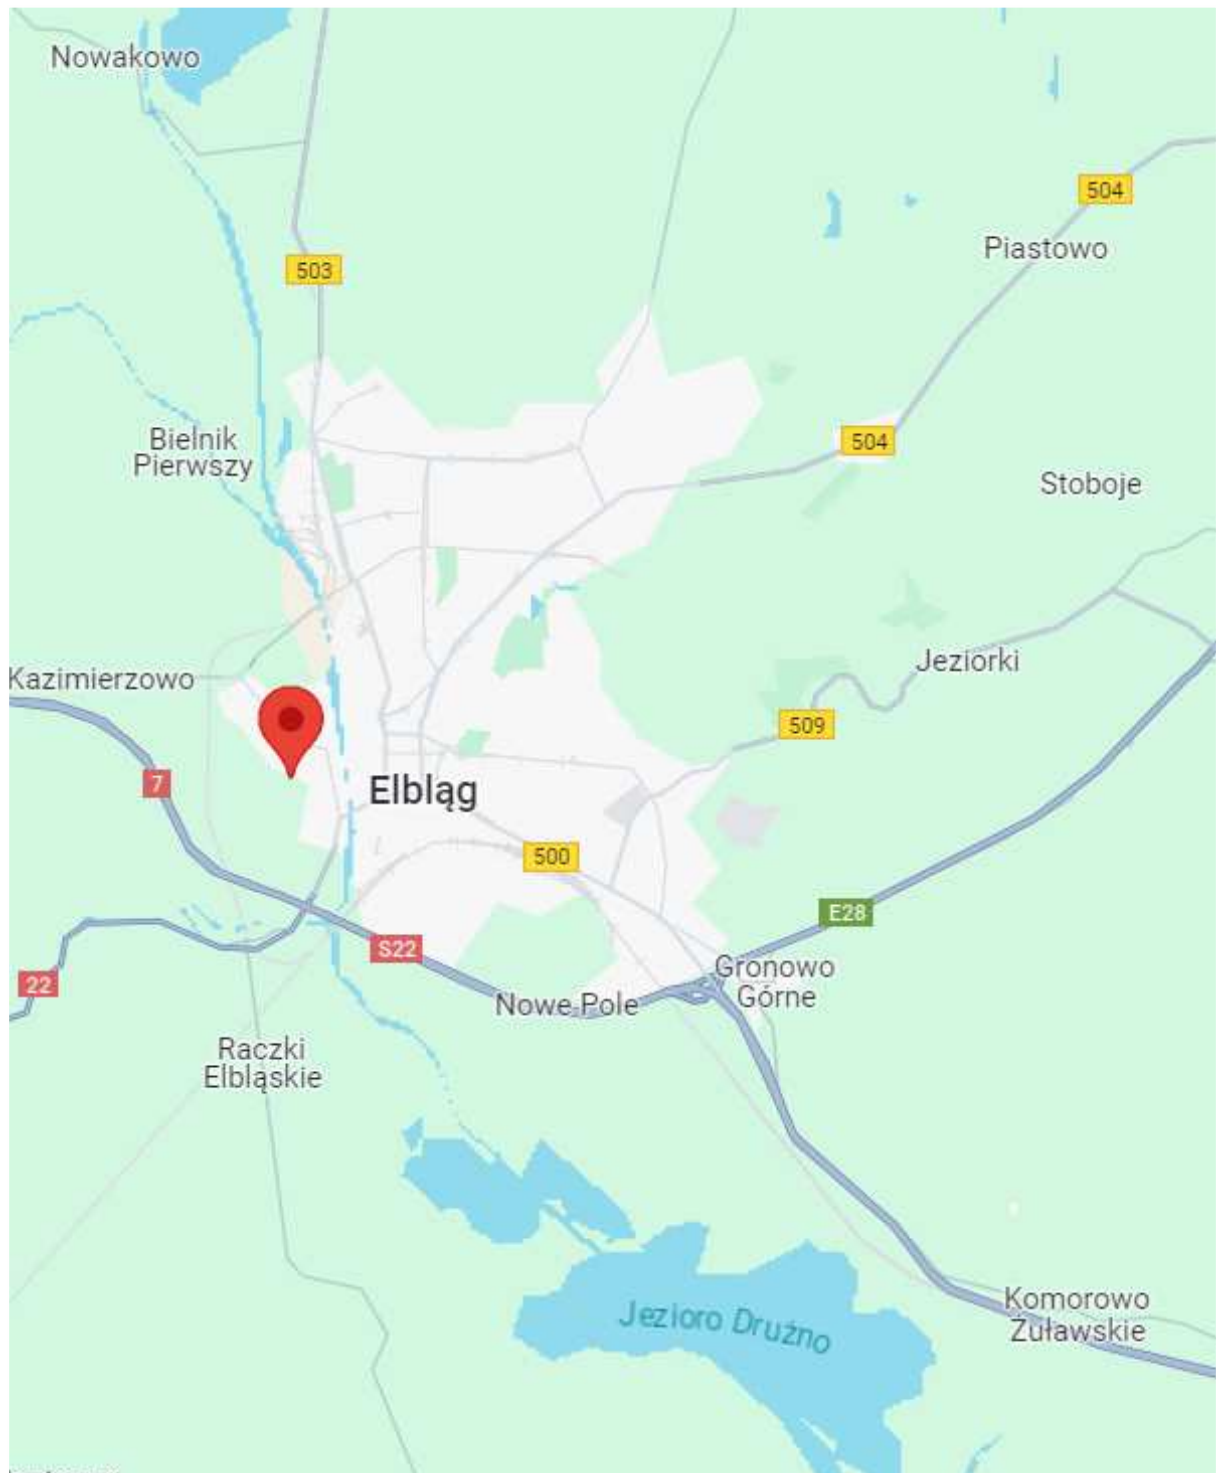 Nowakowo
504
Piastowo
503
Bielnik
Pierwszy
504
Stoboje
Jeziorki
Kazimierzowo
509
7
Elbląg
500
E28
S22
Gronowo
Górne
22
Nowe Pole
Raczki
Elbląskie
Jezioro Drużno
Komorowo
Żuławskie